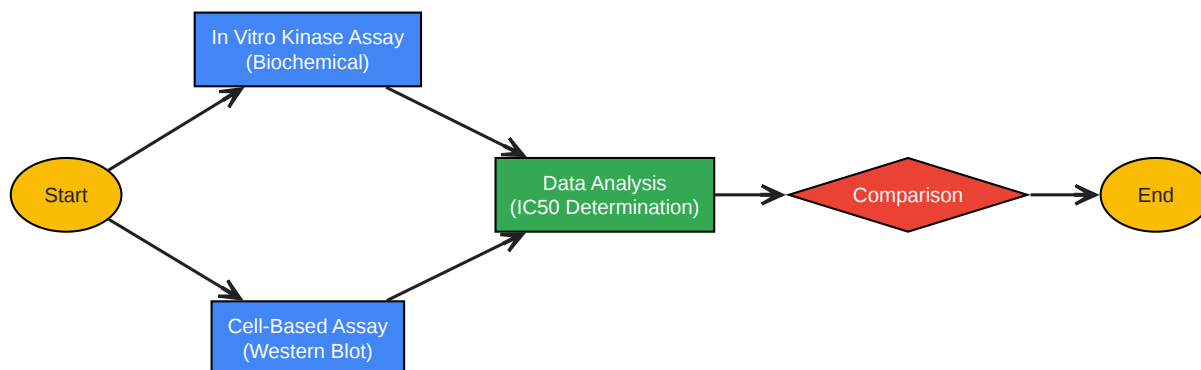 In Vitro Kinase Assay
(Biochemical)
Start
Data Analysis
(IC50 Determination)
Comparison
End
Cell-Based Assay
(Western Blot)